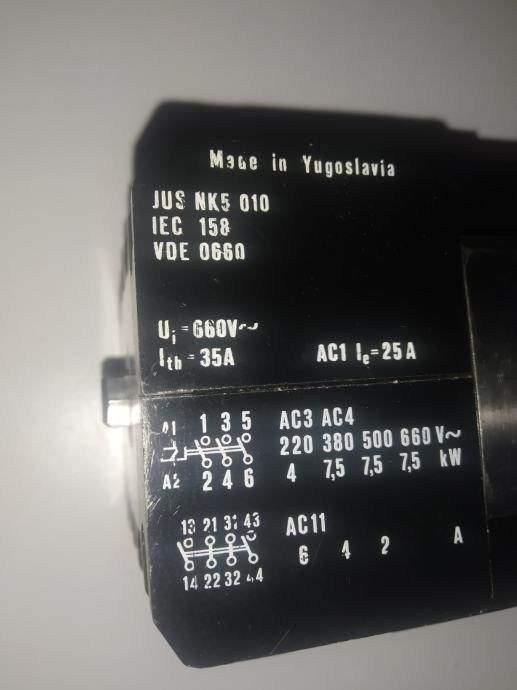 Made in Yugoslavia
JUS NK5 010
IEC 158
VDE 0660
Ui = 660V~
Ith = 35A AC1 Ie = 25A
A1 1 3 5 AC3 AC4
220 380 500 660 V~
A2 2 4 6 4 7,5 7,5 7,5 kW
13 21 31 43 AC11
6 4 2 A
14 22 32 44